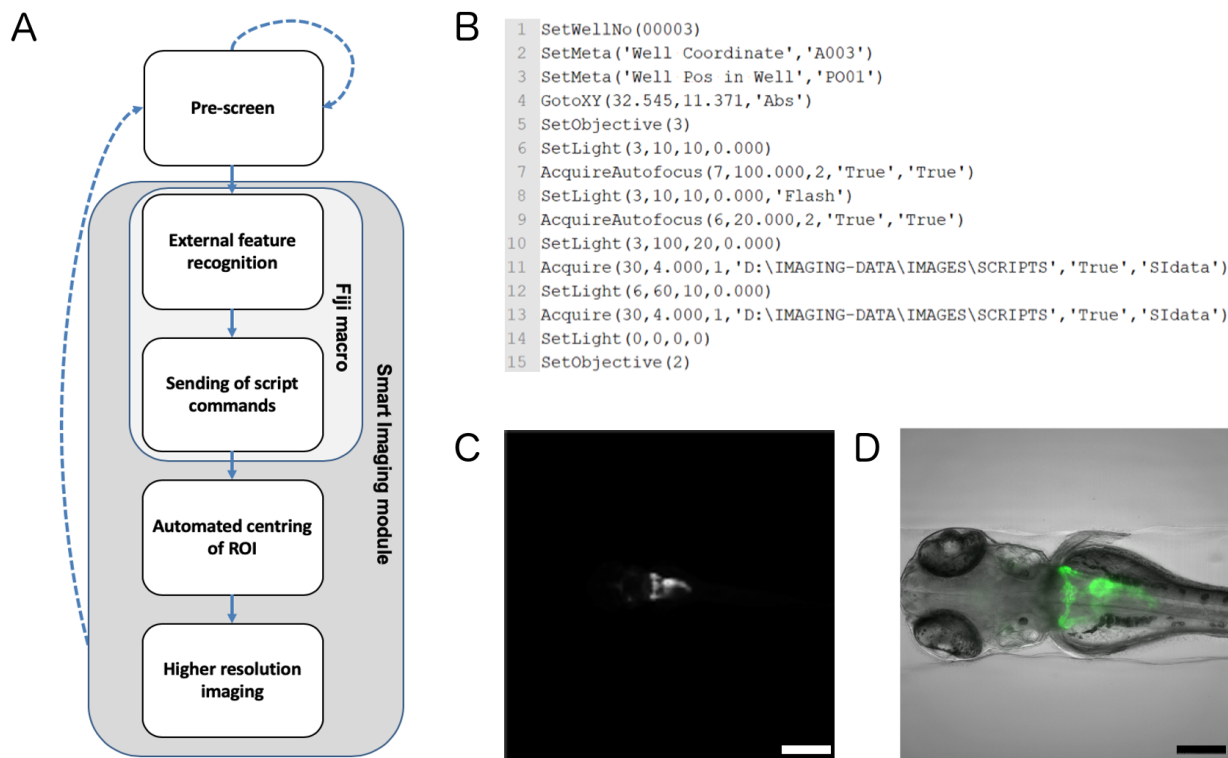 A
Pre-screen
External feature
recognition
Sending of script
commands
Fiji macro
Automated centring
of ROI
Higher resolution
imaging
Smart Imaging module
B
1 SetWellNo(00003)
2 SetMeta('Well Coordinate','A003')
3 SetMeta('Well Pos in Well','PO01')
4 GotoXY(32.545,11.371,'Abs')
5 SetObjective(3)
6 SetLight(3,10,10,0.000)
7 AcquireAutofocus(7,100.000,2,'True','True')
8 SetLight(3,10,10,0.000,'Flash')
9 AcquireAutofocus(6,20.000,2,'True','True')
10 SetLight(3,100,20,0.000)
11 Acquire(30,4.000,1,'D:\IMAGING-DATA\IMAGES\SCRIPTS','True','SIdata')
12 SetLight(6,60,10,0.000)
13 Acquire(30,4.000,1,'D:\IMAGING-DATA\IMAGES\SCRIPTS','True','SIdata')
14 SetLight(0,0,0,0)
15 SetObjective(2)
C
D